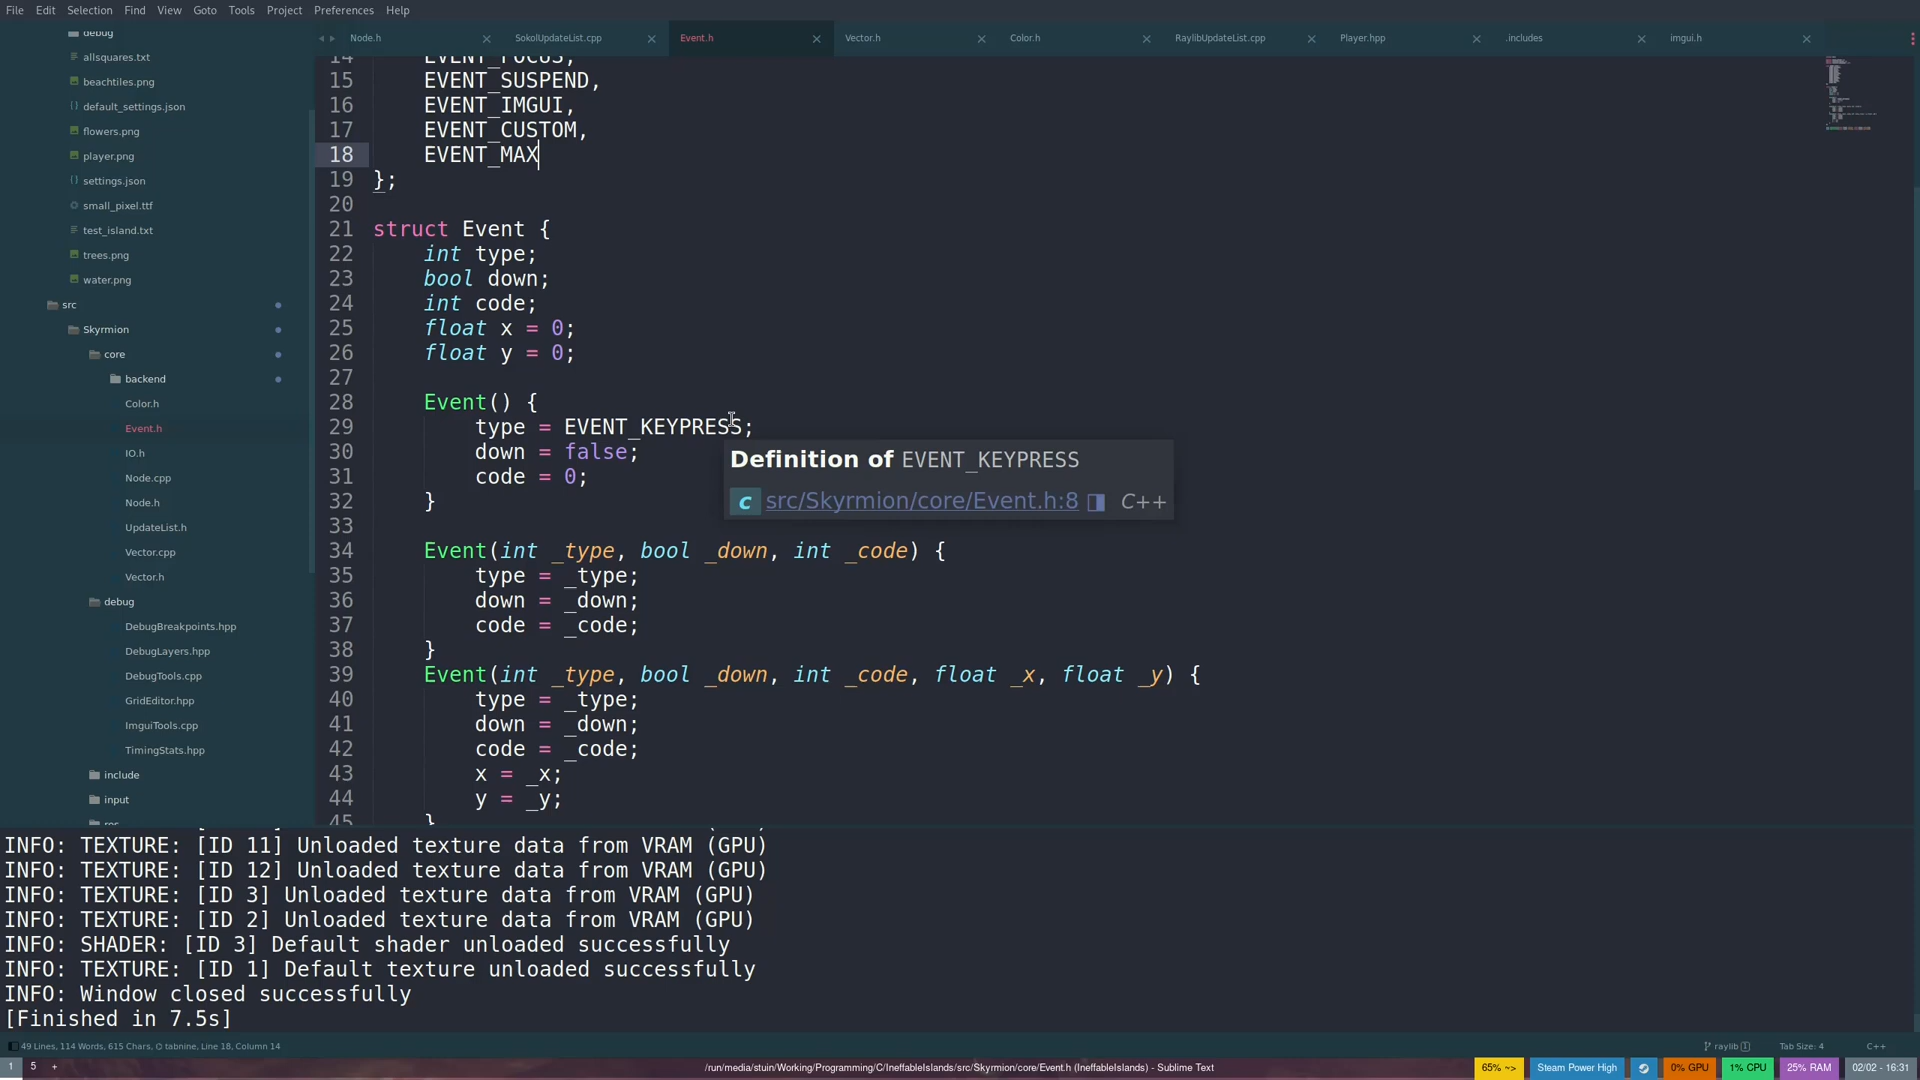 File Edit Selection Find View Goto Tools Project Preferences Help
Node.h SokolUpdateList.cpp Event.h Vector.h Color.h RaylibUpdateList.cpp Player.hpp .includes imgui.h
debug
allsquares.txt
beachtiles.png
default_settings.json
flowers.png
player.png
settings.json
small_pixel.ttf
test_island.txt
trees.png
water.png
src
Skyrmion
core
backend
Color.h
Event.h
IO.h
Node.cpp
Node.h
UpdateList.h
Vector.cpp
Vector.h
debug
DebugBreakpoints.hpp
DebugLayers.hpp
DebugTools.cpp
GridEditor.hpp
ImguiTools.cpp
TimingStats.hpp
include
input
14 EVENT_FOCUS,
15 EVENT_SUSPEND,
16 EVENT_IMGUI,
17 EVENT_CUSTOM,
18 EVENT_MAX
19 };
20
21 struct Event {
22 int type;
23 bool down;
24 int code;
25 float x = 0;
26 float y = 0;
27
28 Event() {
29 type = EVENT_KEYPRESS;
30 down = false;
31 code = 0;
32 }
33
34 Event(int _type, bool _down, int _code) {
35 type = _type;
36 down = _down;
37 code = _code;
38 }
39 Event(int _type, bool _down, int _code, float _x, float _y) {
40 type = _type;
41 down = _down;
42 code = _code;
43 x = _x;
44 y = _y;
45 }
Definition of EVENT_KEYPRESS
c src/Skyrmion/core/Event.h:8 C++
INFO: TEXTURE: [ID 11] Unloaded texture data from VRAM (GPU)
INFO: TEXTURE: [ID 12] Unloaded texture data from VRAM (GPU)
INFO: TEXTURE: [ID 3] Unloaded texture data from VRAM (GPU)
INFO: TEXTURE: [ID 2] Unloaded texture data from VRAM (GPU)
INFO: SHADER: [ID 3] Default shader unloaded successfully
INFO: TEXTURE: [ID 1] Default texture unloaded successfully
INFO: Window closed successfully
[Finished in 7.5s]
49 Lines, 114 Words, 615 Chars, tabnine, Line 18, Column 14 raylib 1 Tab Size: 4 C++
1 5 + /run/media/stuin/Working/Programming/C/IneffableIslands/src/Skyrmion/core/Event.h (IneffableIslands) - Sublime Text 65% ~> Steam Power High 0% GPU 1% CPU 25% RAM 02/02 - 16:31